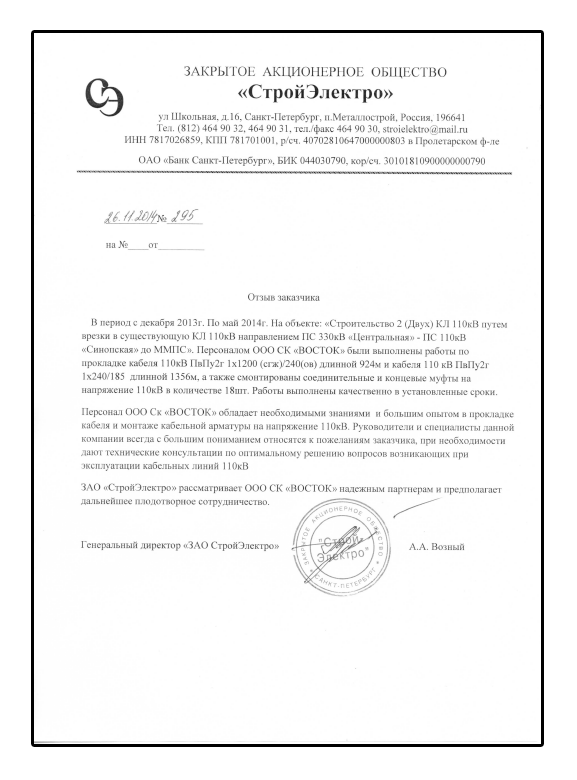 СЭ
ЗАКРЫТОЕ АКЦИОНЕРНОЕ ОБЩЕСТВО
«СтройЭлектро»
ул Школьная, д.16, Санкт-Петербург, п.Металлострой, Россия, 196641
Тел. (812) 464 90 32, 464 90 31, тел./факс 464 90 30, stroielektro@mail.ru
ИНН 7817026859, КПП 781701001, р/сч. 40702810647000000803 в Пролетарском ф-ле
ОАО «Банк Санкт-Петербург», БИК 044030790, кор/сч. 30101810900000000790
26.11.2014 № 295
на №____от_________
Отзыв заказчика
В период с декабря 2013г. По май 2014г. На объекте: «Строительство 2 (Двух) КЛ 110кВ путем
врезки в существующую КЛ 110кВ направлением ПС 330кВ «Центральная» - ПС 110кВ
«Синопская» до ММПС». Персоналом ООО СК «ВОСТОК» были выполнены работы по
прокладке кабеля 110кВ ПвПу2г 1х1200 (сгж)/240(ов) длинной 924м и кабеля 110 кВ ПвПу2г
1х240/185 длинной 1356м, а также смонтированы соединительные и концевые муфты на
напряжение 110кВ в количестве 18шт. Работы выполнены качественно в установленные сроки.
Персонал ООО Ск «ВОСТОК» обладает необходимыми знаниями и большим опытом в прокладке
кабеля и монтаже кабельной арматуры на напряжение 110кВ. Руководители и специалисты данной
компании всегда с большим пониманием относятся к пожеланиям заказчика, при необходимости
дают технические консультации по оптимальному решению вопросов возникающих при
эксплуатации кабельных линий 110кВ
ЗАО «СтройЭлектро» рассматривает ООО СК «ВОСТОК» надежным партнерам и предполагает
дальнейшее плодотворное сотрудничество.
Генеральный директор «ЗАО СтройЭлектро»
А.А. Возный
ЗАКРЫТОЕ АКЦИОНЕРНОЕ ОБЩЕСТВО
"Строй-
Электро"
* САНКТ-ПЕТЕРБУРГ *